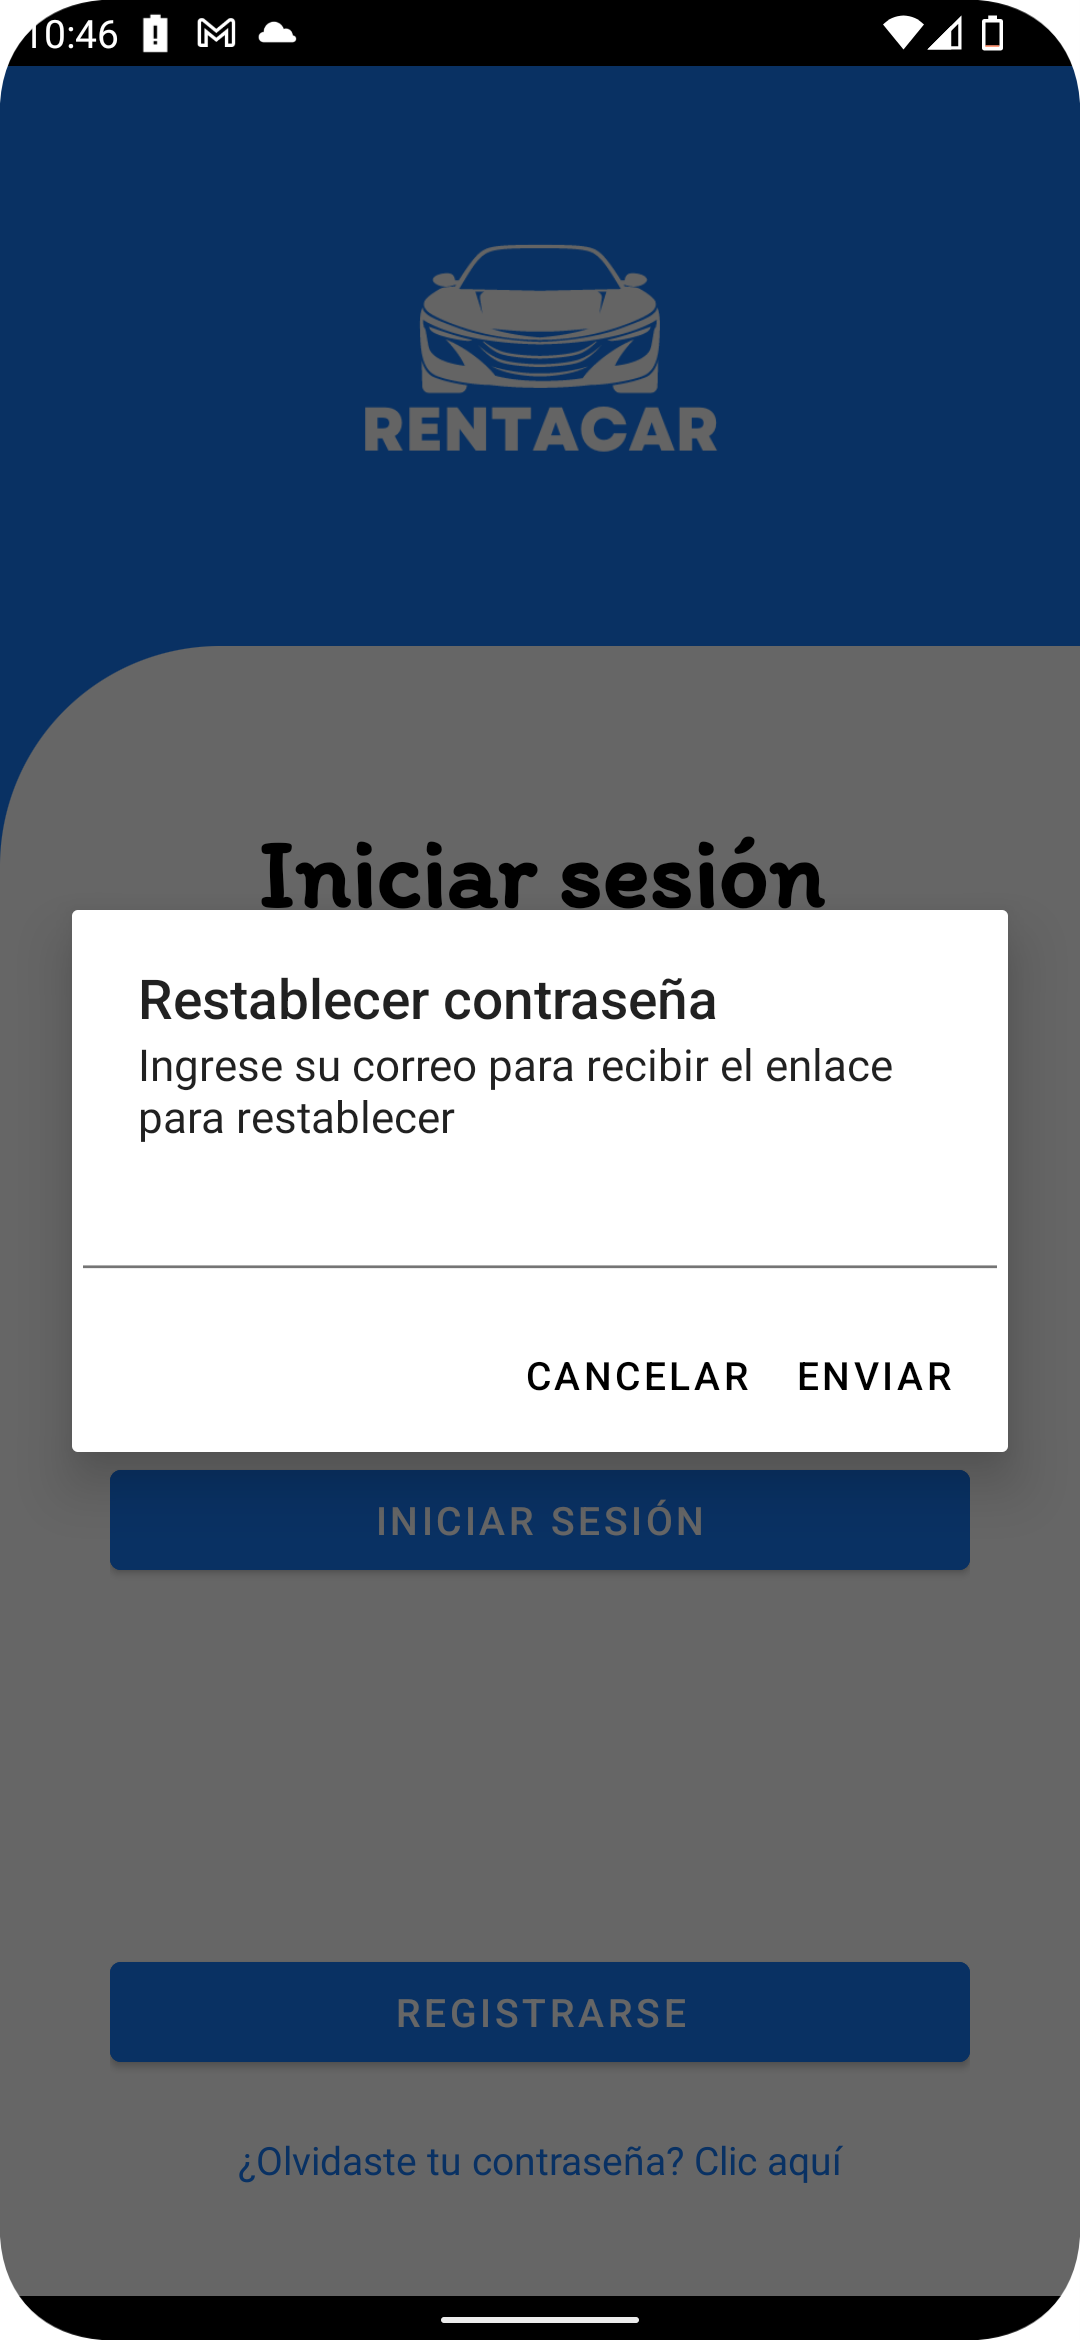 10:46
RENTACAR
Iniciar sesión
Restablecer contraseña
Ingrese su correo para recibir el enlace
para restablecer
CANCELAR ENVIAR
INICIAR SESIÓN
REGISTRARSE
¿Olvidaste tu contraseña? Clic aquí